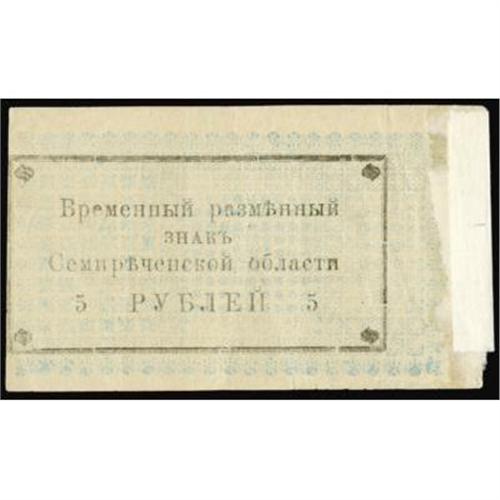 Временный размѣнный
ЗНАКЪ
Семирѣченской области
5 РУБЛЕЙ 5